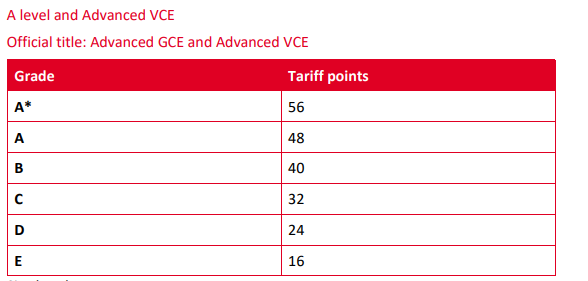 A level and Advanced VCE
Official title: Advanced GCE and Advanced VCE
Grade Tariff points
A* 56
A 48
B 40
C 32
D 24
E 16